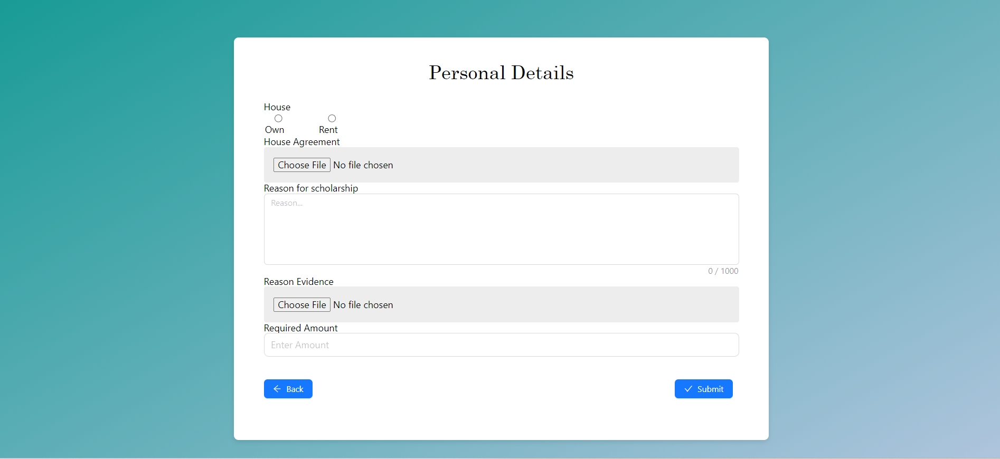 Personal Details
House
Own Rent
House Agreement
Choose File No file chosen
Reason for scholarship
Reason...
0 / 1000
Reason Evidence
Choose File No file chosen
Required Amount
Enter Amount
Back Submit